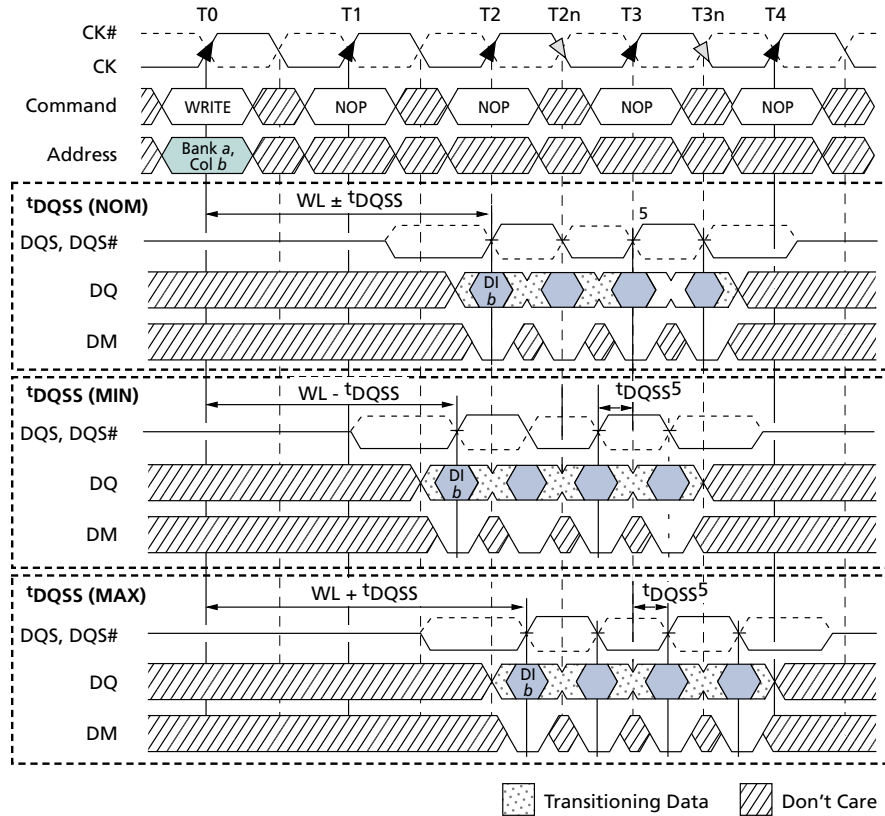 T0 T1 T2 T2n T3 T3n T4
CK#
CK
Command WRITE NOP NOP NOP NOP
Address Bank a,
Col b
tDQSS (NOM) WL ± tDQSS
5
DQS, DQS#
DQ DI
b
DM
tDQSS (MIN) WL - tDQSS tDQSS5
DQS, DQS#
DQ DI
b
DM
tDQSS (MAX) WL + tDQSS tDQSS5
DQS, DQS#
DQ DI
b
DM
Transitioning Data Don't Care